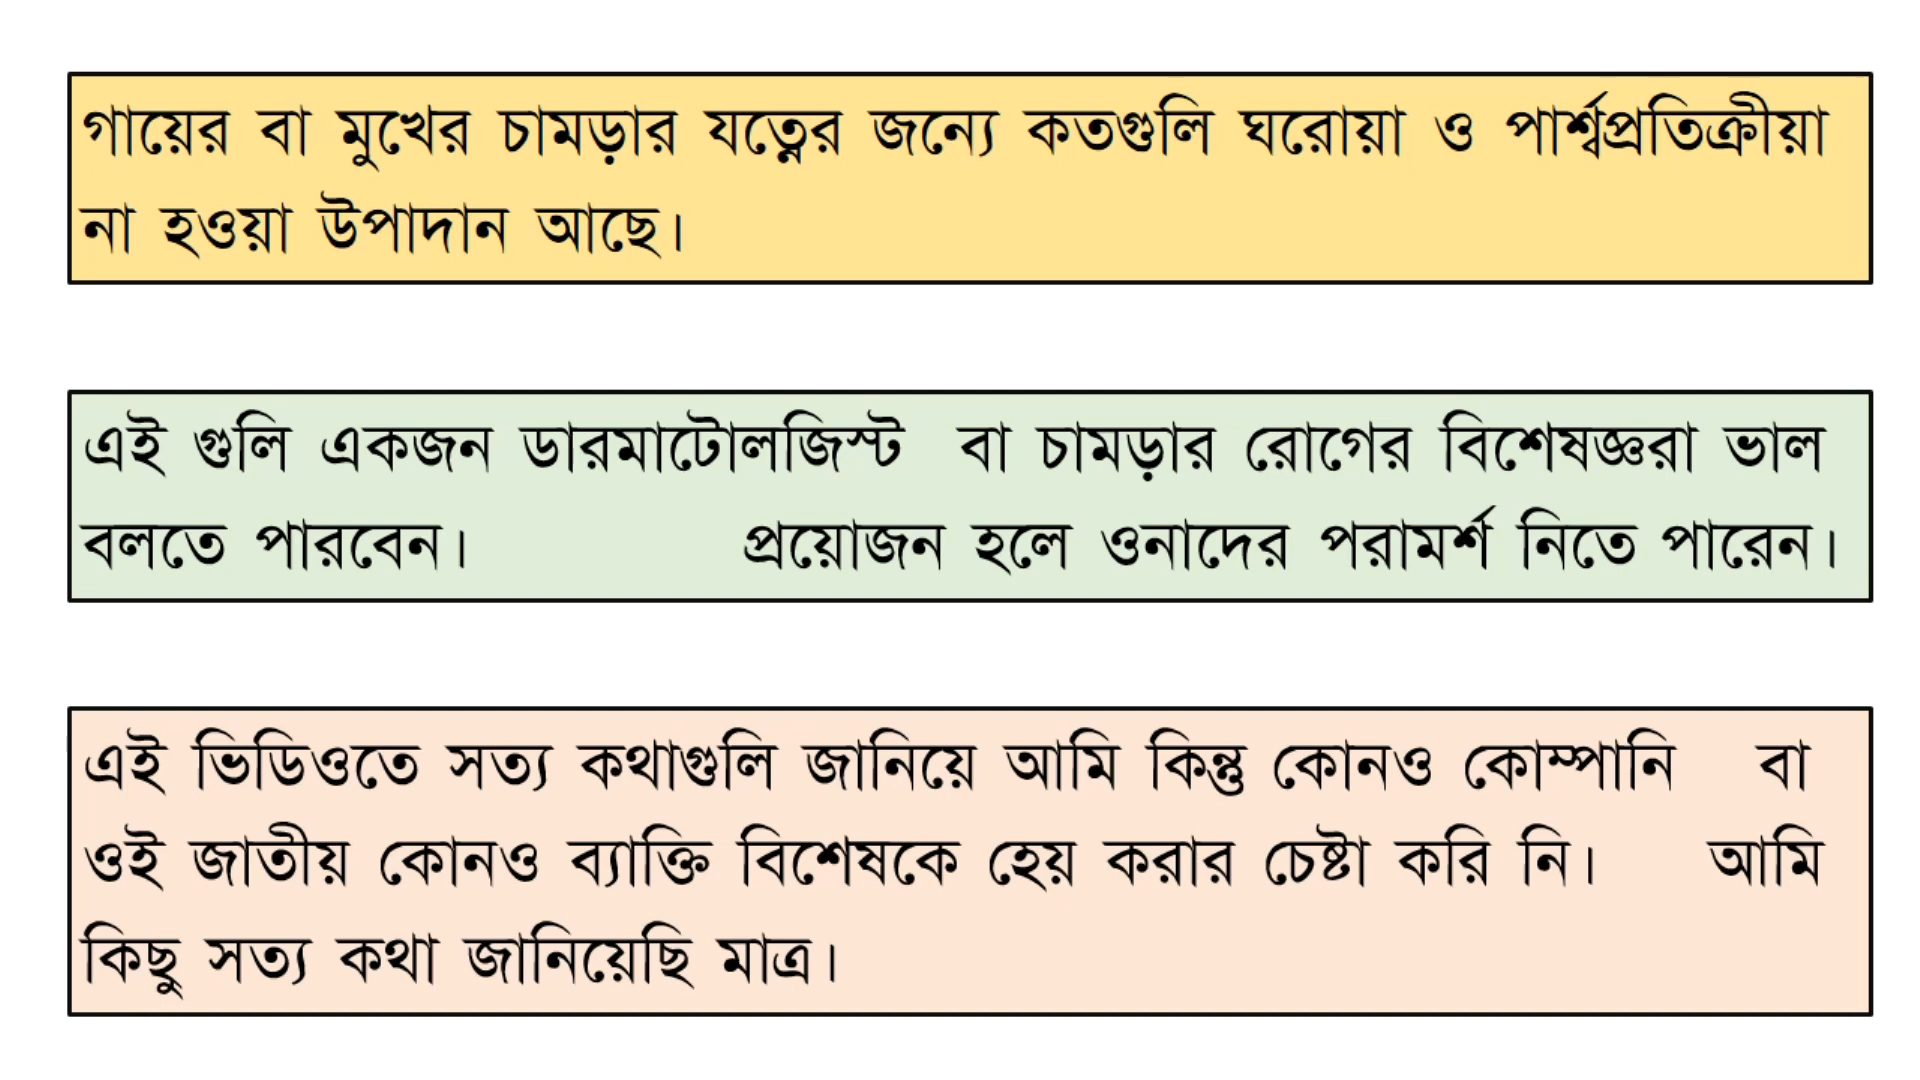 গায়ের বা মুখের চামড়ার যত্নের জন্যে কতগুলি ঘরোয়া ও পার্শ্বপ্রতিক্রীয়া
না হওয়া উপাদান আছে।
এই গুলি একজন ডারমাটোলজিস্ট বা চামড়ার রোগের বিশেষজ্ঞরা ভাল
বলতে পারবেন। প্রয়োজন হলে ওনাদের পরামর্শ নিতে পারেন।
এই ভিডিওতে সত্য কথাগুলি জানিয়ে আমি কিন্তু কোনও কোম্পানি বা
ওই জাতীয় কোনও ব্যাক্তি বিশেষকে হেয় করার চেষ্টা করি নি। আমি
কিছু সত্য কথা জানিয়েছি মাত্র।